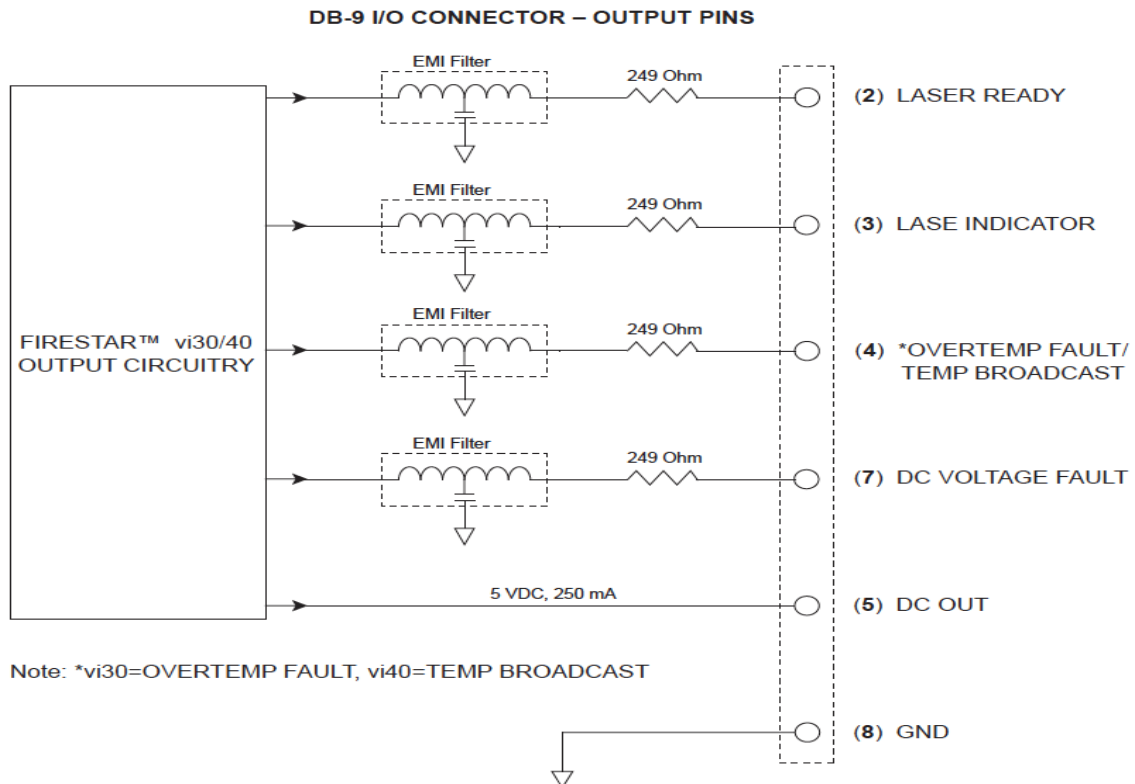 DB-9 I/O CONNECTOR – OUTPUT PINS
EMI Filter
249 Ohm
(2) LASER READY
EMI Filter
249 Ohm
(3) LASE INDICATOR
EMI Filter
249 Ohm
FIRESTAR™ vi30/40
OUTPUT CIRCUITRY
(4) *OVERTEMP FAULT/
TEMP BROADCAST
EMI Filter
249 Ohm
(7) DC VOLTAGE FAULT
5 VDC, 250 mA
(5) DC OUT
Note: *vi30=OVERTEMP FAULT, vi40=TEMP BROADCAST
(8) GND